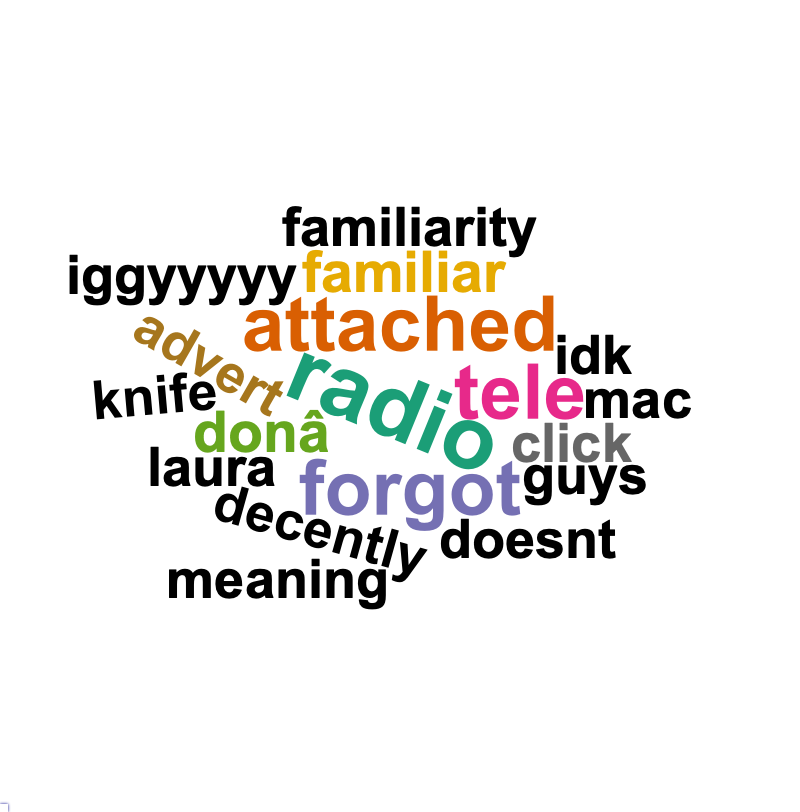 familiarity
iggyyyyy
familiar
attached
advert
idk
radio
tele
knife
mac
donâ
click
laura
forgot
guys
decently
doesnt
meaning